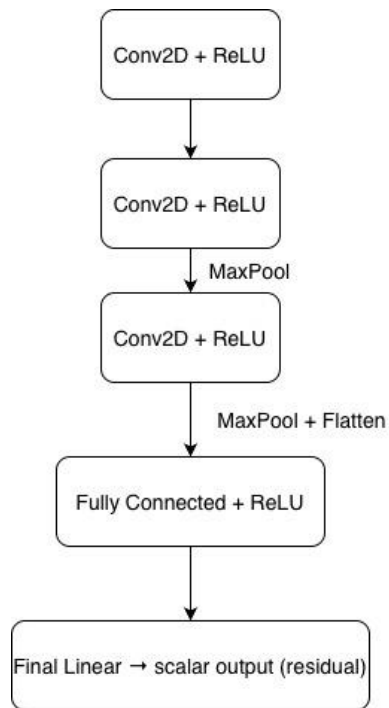 Conv2D + ReLU
Conv2D + ReLU
MaxPool
Conv2D + ReLU
MaxPool + Flatten
Fully Connected + ReLU
Final Linear → scalar output (residual)